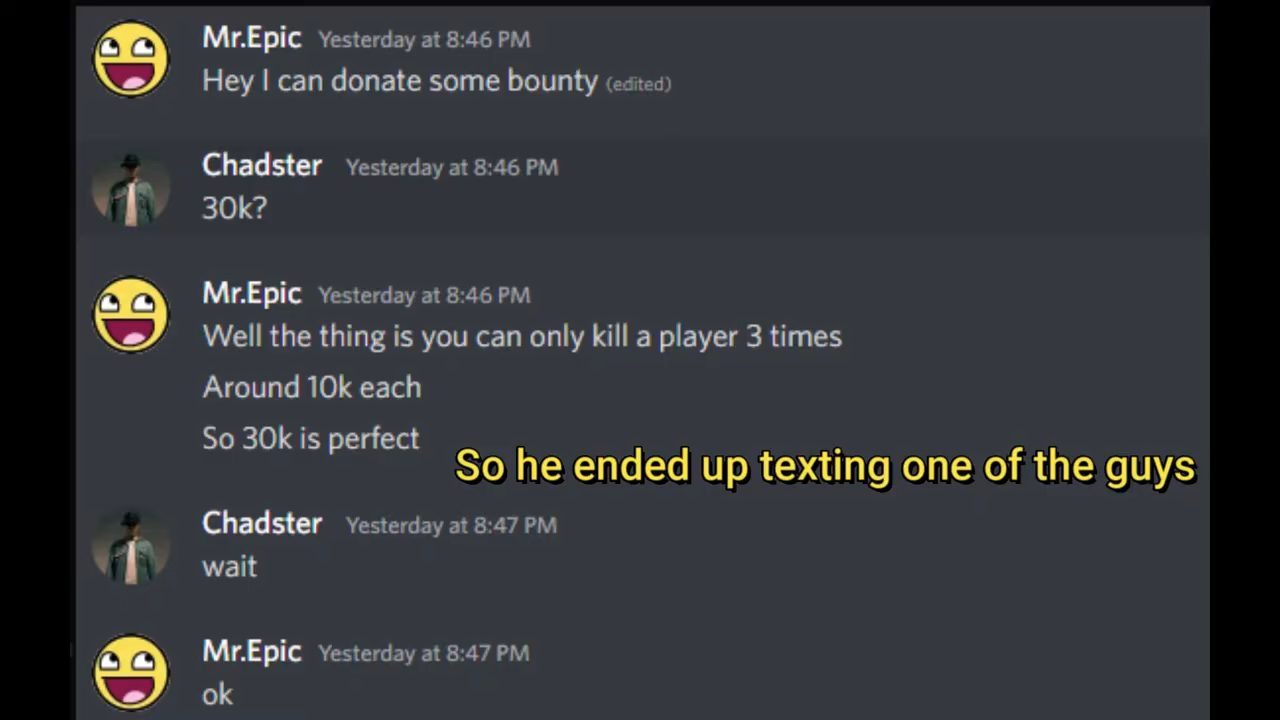 Mr.Epic Yesterday at 8:46 PM
Hey I can donate some bounty (edited)
Chadster Yesterday at 8:46 PM
30k?
Mr.Epic Yesterday at 8:46 PM
Well the thing is you can only kill a player 3 times
Around 10k each
So 30k is perfect
So he ended up texting one of the guys
Chadster Yesterday at 8:47 PM
wait
Mr.Epic Yesterday at 8:47 PM
ok